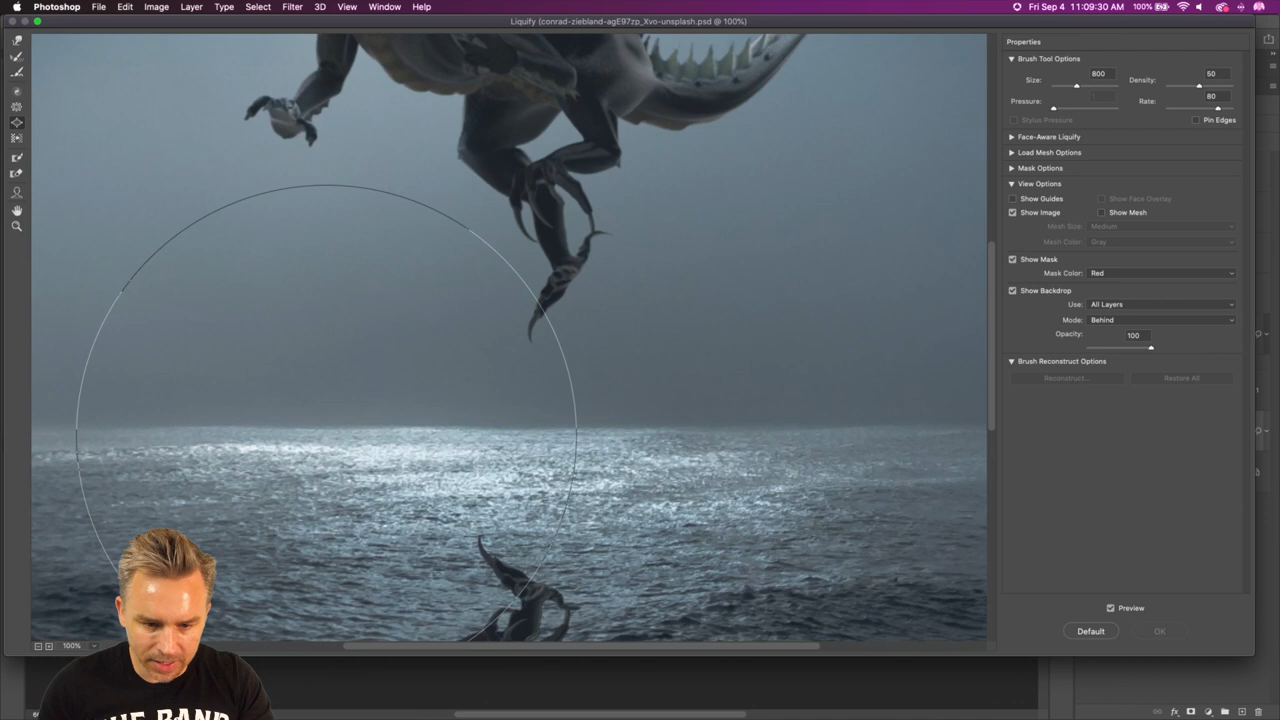 Photoshop File Edit Image Layer Type Select Filter 3D View Window Help 100% Fri Sep 4 11:09:30 AM
Liquify (conrad-ziebland-agE97zp_Xvo-unsplash.psd @ 100%)
Properties
Brush Tool Options
Size: 800 Density: 50
Pressure: 1 Rate: 80
Stylus Pressure Pin Edges
Face-Aware Liquify
Load Mesh Options
Mask Options
View Options
Show Guides Show Face Overlay
Show Image Show Mesh
Mesh Size: Medium
Mesh Color: Gray
Show Mask
Mask Color: Red
Show Backdrop
Use: All Layers
Mode: Behind
Opacity: 100
Brush Reconstruct Options
Reconstruct... Restore All
Preview
Default OK
100%
THE BAND